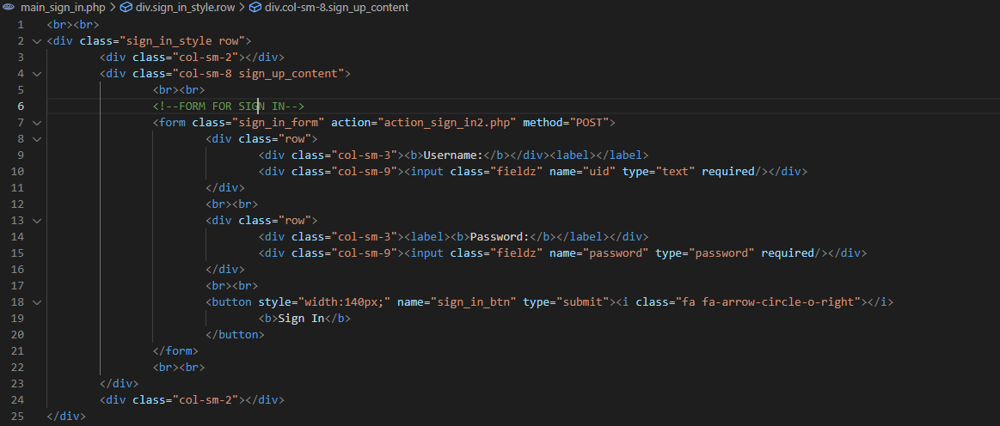 main_sign_in.php > div.sign_in_style.row > div.col-sm-8.sign_up_content
1 <br><br>
2 <div class="sign_in_style row">
3 <div class="col-sm-2"></div>
4 <div class="col-sm-8 sign_up_content">
5 <br><br>
6 <!--FORM FOR SIGN IN-->
7 <form class="sign_in_form" action="action_sign_in2.php" method="POST">
8 <div class="row">
9 <div class="col-sm-3"><b>Username:</b></div><label></label>
10 <div class="col-sm-9"><input class="fieldz" name="uid" type="text" required/></div>
11 </div>
12 <br><br>
13 <div class="row">
14 <div class="col-sm-3"><label><b>Password:</b></label></div>
15 <div class="col-sm-9"><input class="fieldz" name="password" type="password" required/></div>
16 </div>
17 <br><br>
18 <button style="width:140px;" name="sign_in_btn" type="submit"><i class="fa fa-arrow-circle-o-right"></i>
19 <b>Sign In</b>
20 </button>
21 </form>
22 <br><br>
23 </div>
24 <div class="col-sm-2"></div>
25 </div>